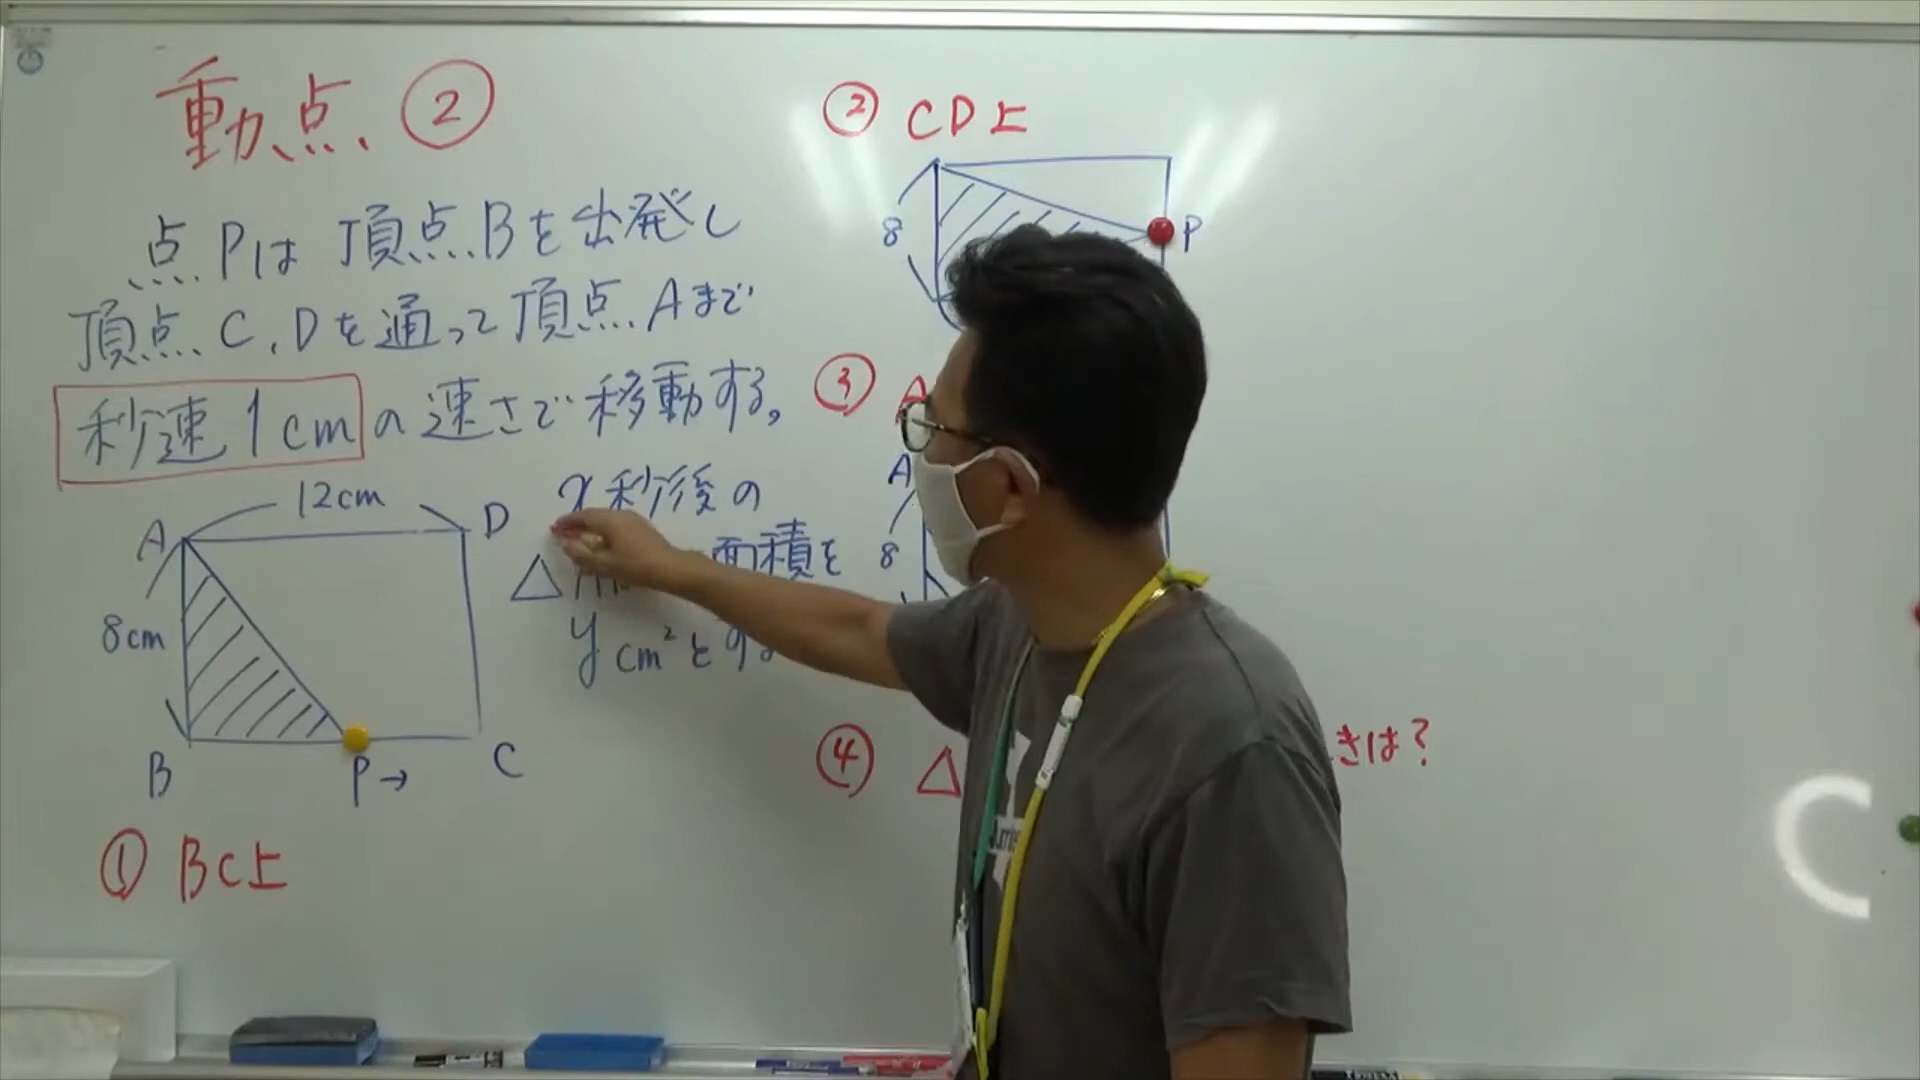 動点 ②
点Pは 頂点Bを出発し
頂点C,Dを通って頂点Aまで
秒速1cmの速さで移動する。
x秒後の
△ 面積を
y cm²とする
12cm
A
D
8cm
B
P→
C
① BC上
② CD上
8
P
③ A
A
8
④ △
きは?